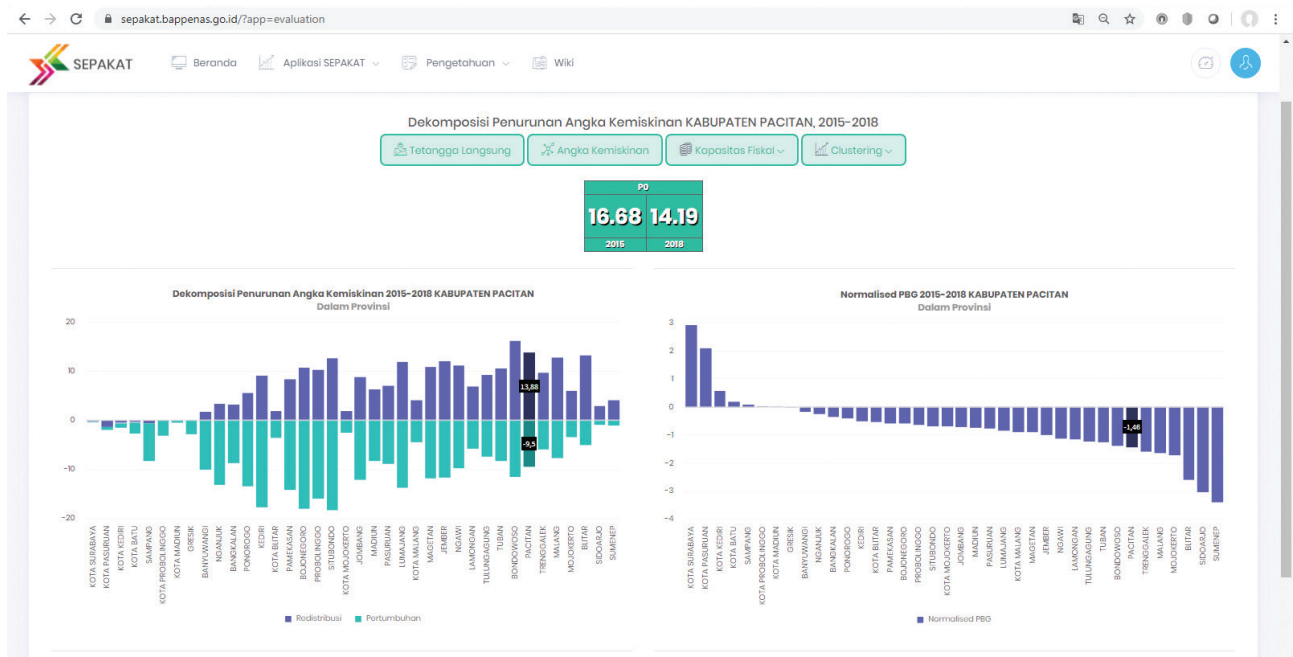 sepakat.bappenas.go.id/?app=evaluation
SEPAKAT Beranda Aplikasi SEPAKAT Pengetahuan Wiki
Dekomposisi Penurunan Angka Kemiskinan KABUPATEN PACITAN, 2015-2018
Tetangga Langsung Angka Kemiskinan Kapasitas Fiskal Clustering
P0
16.68 14.19
2015 2018
Dekomposisi Penurunan Angka Kemiskinan 2015-2018 KABUPATEN PACITAN
Dalam Provinsi
20
10
0
-10
-20
13,88
-9,5
KOTA SURABAYA
KOTA PASURUAN
KOTA KEDIRI
KOTA BATU
SAMPANG
KOTA PROBOLINGGO
KOTA MADIUN
GRESIK
BANYUWANGI
NGANJUK
BANGKALAN
PONOROGO
KEDIRI
KOTA BLITAR
PAMEKASAN
BOJONEGORO
PROBOLINGGO
SITUBONDO
KOTA MOJOKERTO
JOMBANG
MADIUN
PASURUAN
LUMAJANG
KOTA MALANG
MAGETAN
JEMBER
NGAWI
LAMONGAN
TULUNGAGUNG
TUBAN
BONDOWOSO
PACITAN
TRENGGALEK
MALANG
MOJOKERTO
BLITAR
SIDOARJO
SUMENEP
Redistribusi Pertumbuhan
Normalised PBG 2015-2018 KABUPATEN PACITAN
Dalam Provinsi
3
2
1
0
-1
-2
-3
-4
-1,46
KOTA SURABAYA
KOTA PASURUAN
KOTA KEDIRI
KOTA BATU
SAMPANG
KOTA PROBOLINGGO
KOTA MADIUN
GRESIK
BANYUWANGI
NGANJUK
BANGKALAN
PONOROGO
KEDIRI
KOTA BLITAR
PAMEKASAN
BOJONEGORO
PROBOLINGGO
SITUBONDO
KOTA MOJOKERTO
JOMBANG
MADIUN
PASURUAN
LUMAJANG
KOTA MALANG
MAGETAN
JEMBER
NGAWI
LAMONGAN
TULUNGAGUNG
TUBAN
BONDOWOSO
PACITAN
TRENGGALEK
MALANG
MOJOKERTO
BLITAR
SIDOARJO
SUMENEP
Normalised PBG